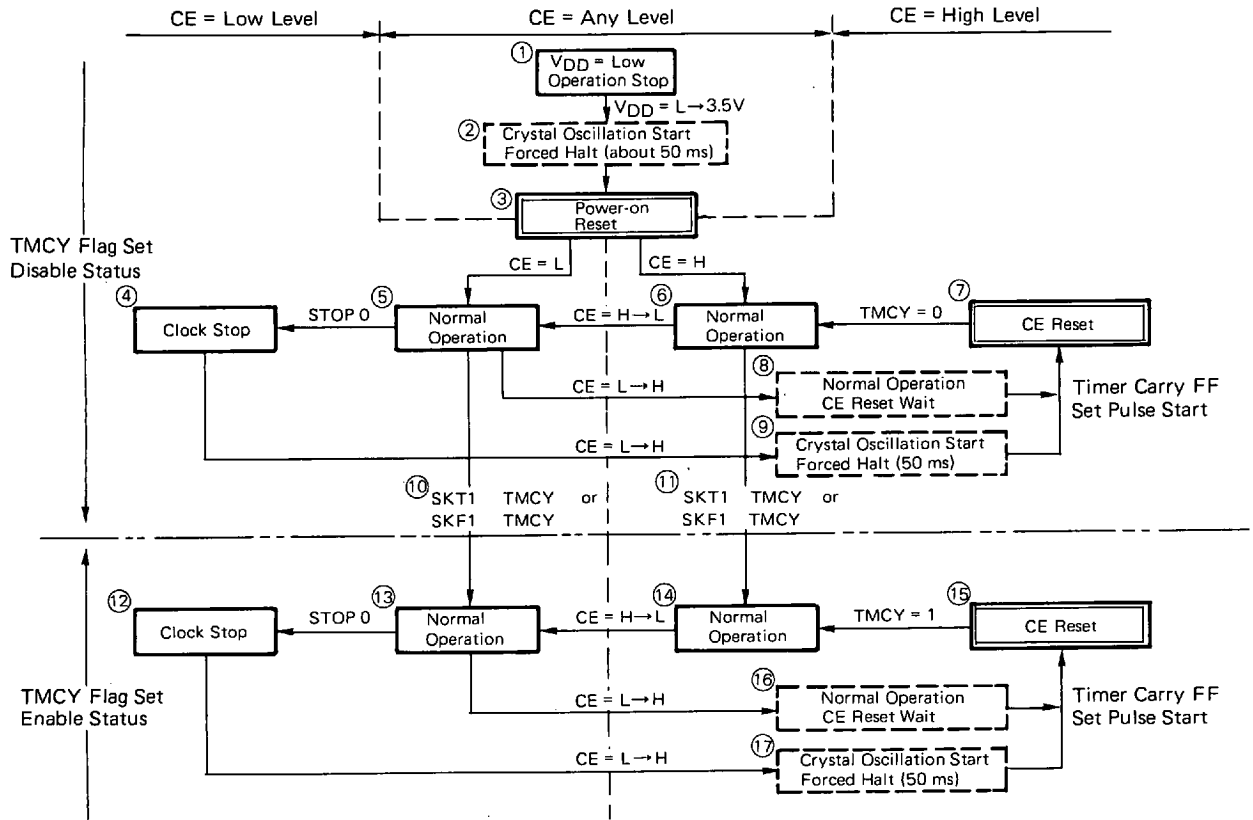 CE = Low Level
CE = Any Level
CE = High Level
①
VDD = Low
Operation Stop
VDD = L→3.5V
②
Crystal Oscillation Start
Forced Halt (about 50 ms)
③
Power-on
Reset
TMCY Flag Set
Disable Status
CE = L
CE = H
④
Clock Stop
STOP 0
⑤
Normal
Operation
CE = H→L
⑥
Normal
Operation
TMCY = 0
⑦
CE Reset
CE = L→H
⑧
Normal Operation
CE Reset Wait
Timer Carry FF
Set Pulse Start
CE = L→H
⑨
Crystal Oscillation Start
Forced Halt (50 ms)
⑩
SKT1 TMCY or
SKF1 TMCY
⑪
SKT1 TMCY or
SKF1 TMCY
⑫
Clock Stop
STOP 0
⑬
Normal
Operation
CE = H→L
⑭
Normal
Operation
TMCY = 1
⑮
CE Reset
TMCY Flag Set
Enable Status
CE = L→H
⑯
Normal Operation
CE Reset Wait
Timer Carry FF
Set Pulse Start
CE = L→H
⑰
Crystal Oscillation Start
Forced Halt (50 ms)